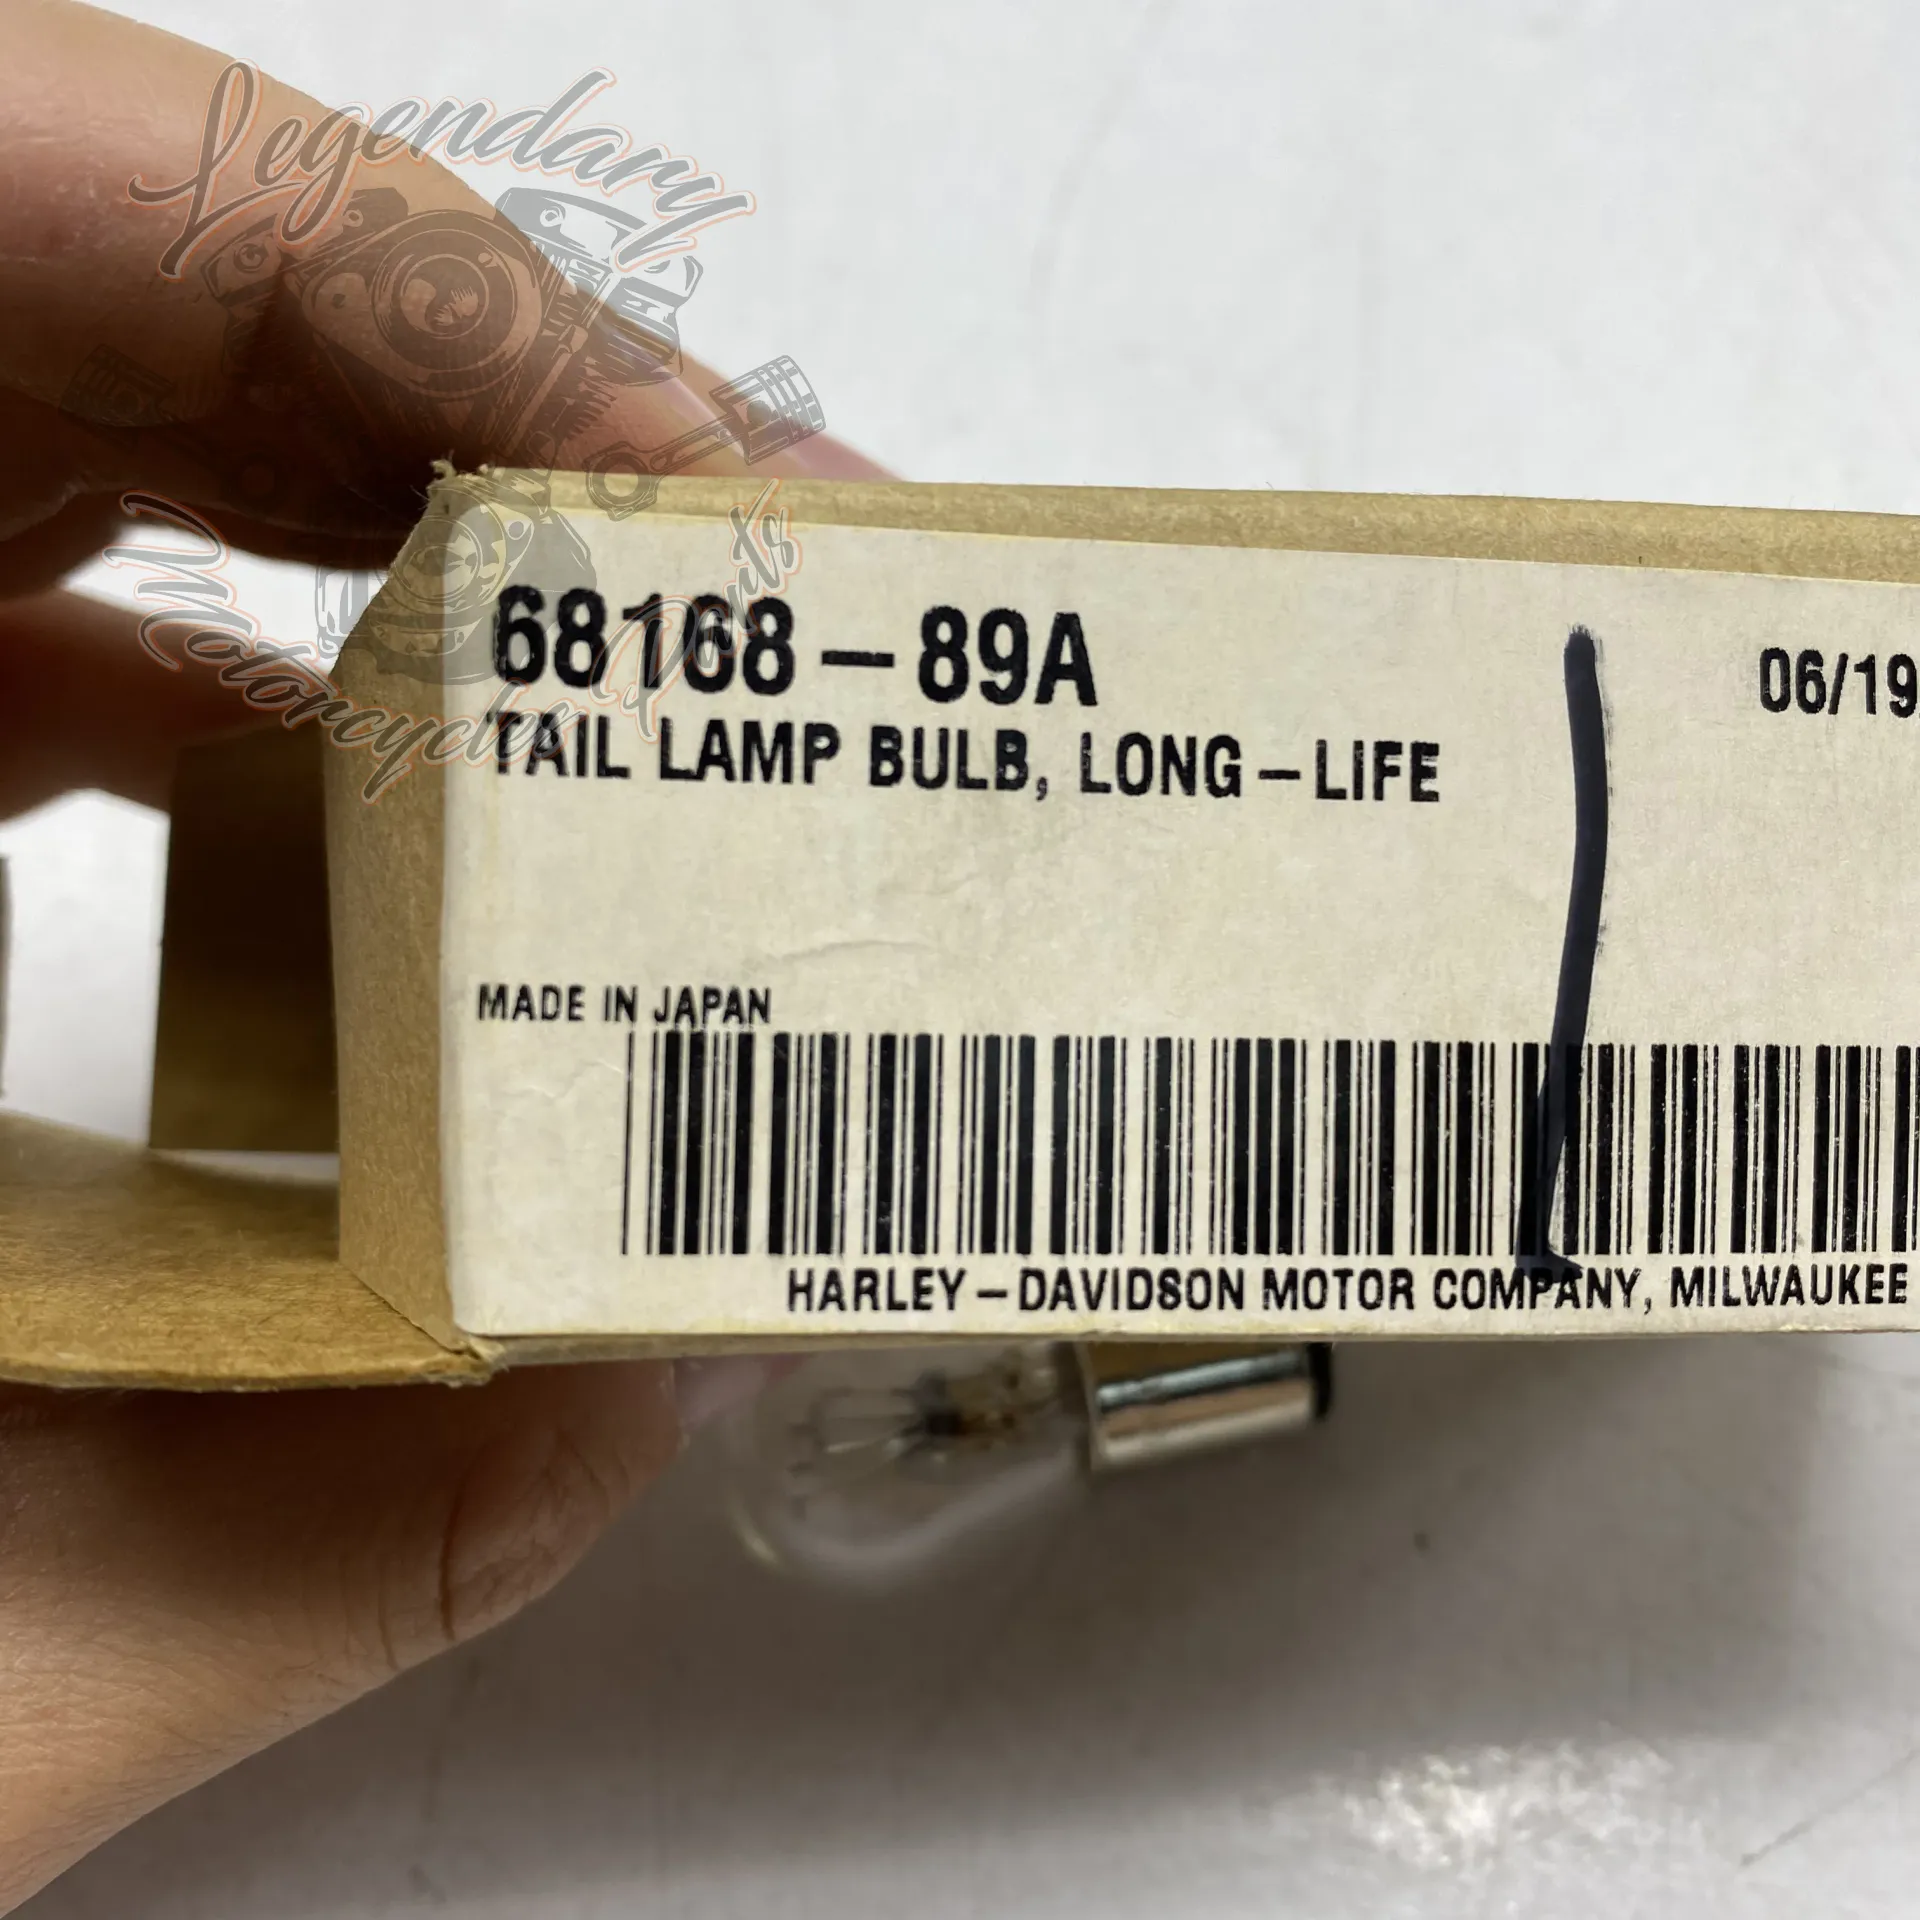 Legendary
Motorcycles Parts
68168-89A
06/19
TAIL LAMP BULB, LONG-LIFE
MADE IN JAPAN
HARLEY-DAVIDSON MOTOR COMPANY, MILWAUKEE